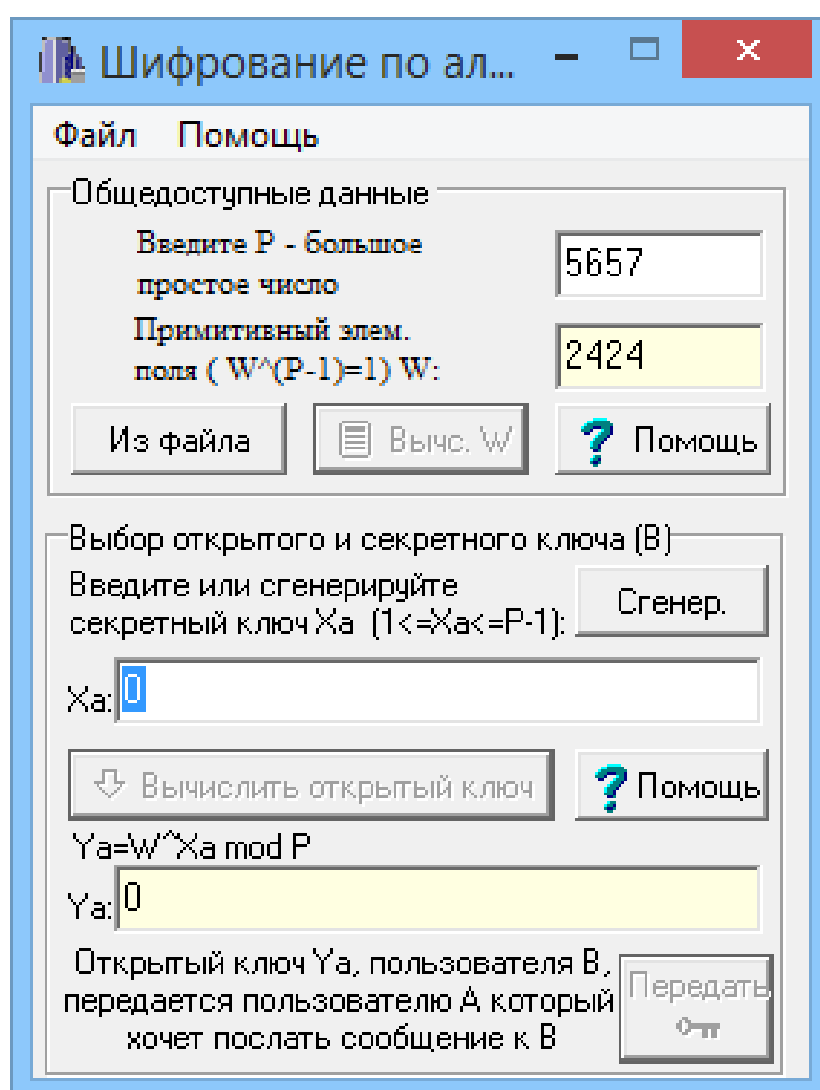 Шифрование по ал...
Файл Помощь
Общедоступные данные
Введите P - большое
простое число
5657
Примитивный элем.
поля ( W^(P-1)=1) W:
2424
Из файла Вычс. W Помощь
Выбор открытого и секретного ключа (B)
Введите или сгенерируйте
секретный ключ Xa (1<=Xa<=P-1):
Сгенер.
Xa: 0
Вычислить открытый ключ Помощь
Ya=W^Xa mod P
Ya: 0
Открытый ключ Ya, пользователя B,
передается пользователю A который
хочет послать сообщение к B
Передать